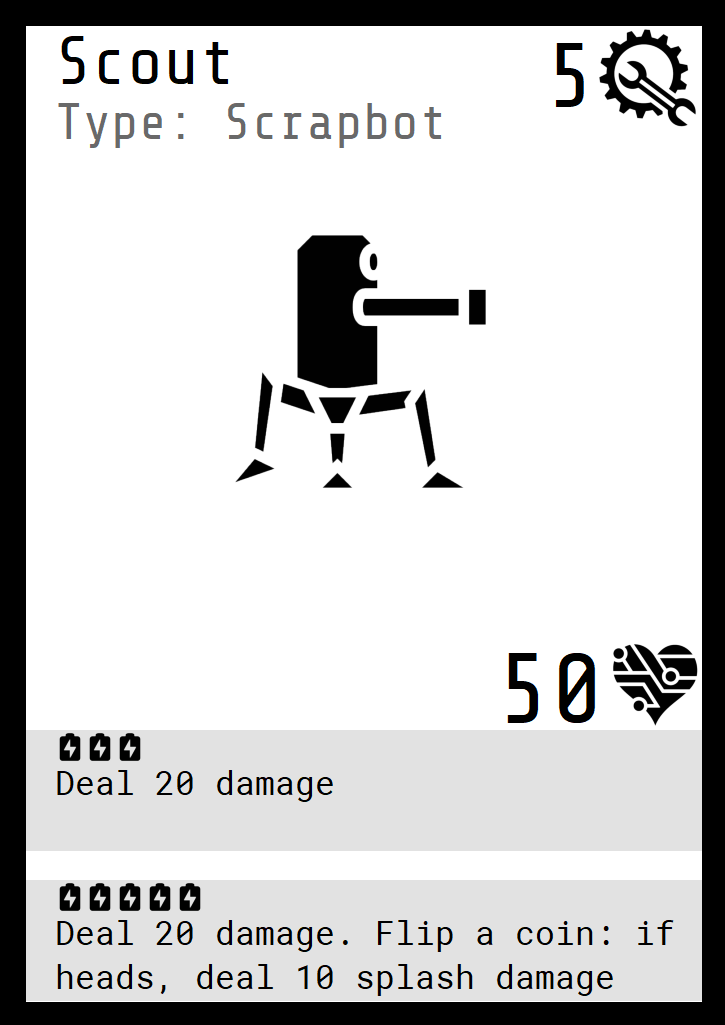 Scout
5
Type: Scrapbot
50
Deal 20 damage
Deal 20 damage. Flip a coin: if
heads, deal 10 splash damage